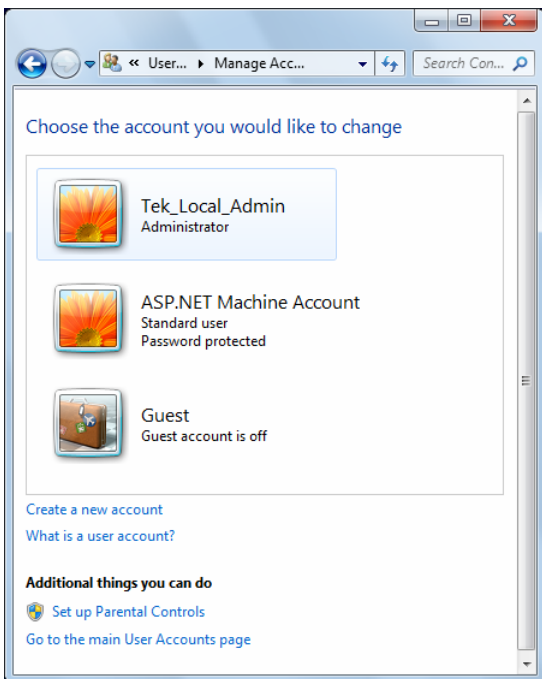 « User... ▸ Manage Acc...
Search Con...
Choose the account you would like to change
Tek_Local_Admin
Administrator
ASP.NET Machine Account
Standard user
Password protected
Guest
Guest account is off
Create a new account
What is a user account?
Additional things you can do
Set up Parental Controls
Go to the main User Accounts page